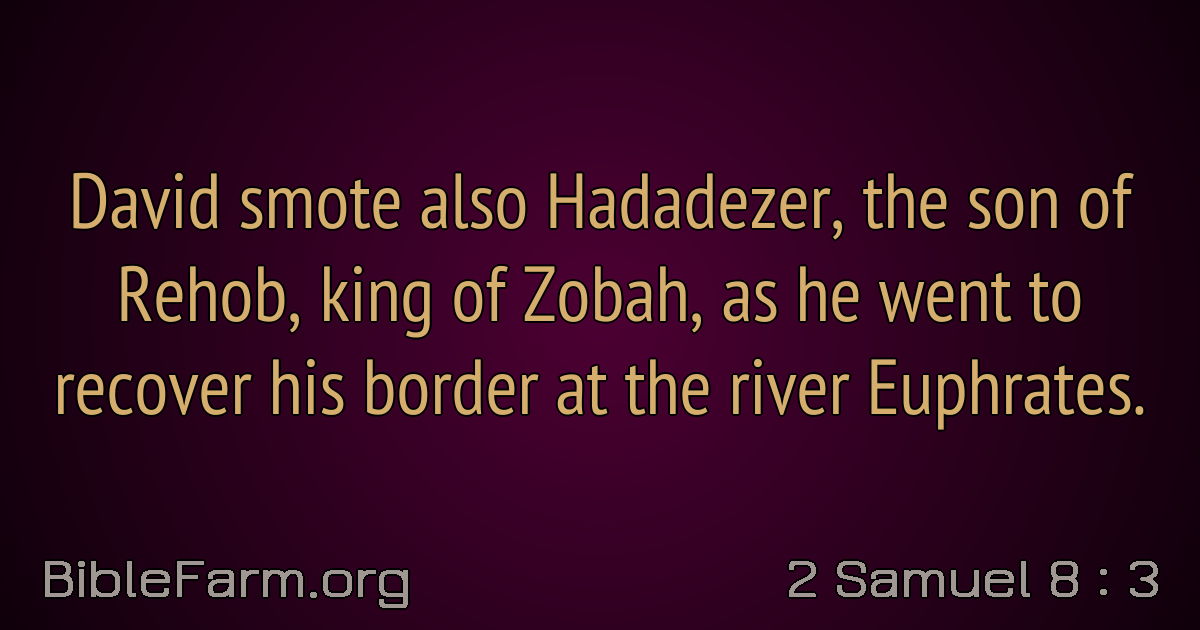 David smote also Hadadezer, the son of
Rehob, king of Zobah, as he went to
recover his border at the river Euphrates.
BibleFarm.org
2 Samuel 8 : 3